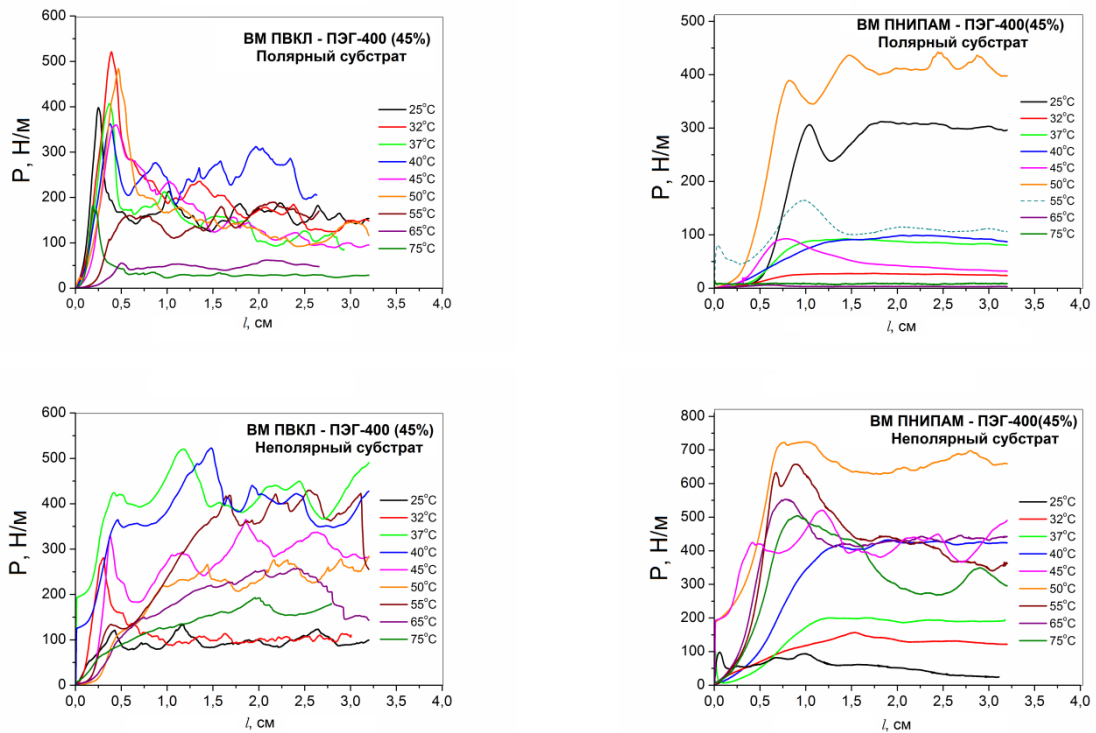 ВМ ПВКЛ - ПЭГ-400 (45%)
Полярный субстрат
P, Н/м
600
500
400
300
200
100
0
25°C
32°C
37°C
40°C
45°C
50°C
55°C
65°C
75°C
0,0 0,5 1,0 1,5 2,0 2,5 3,0 3,5 4,0
l, см
ВМ ПНИПАМ - ПЭГ-400(45%)
Полярный субстрат
P, Н/м
500
400
300
200
100
0
25°C
32°C
37°C
40°C
45°C
50°C
55°C
65°C
75°C
0,0 0,5 1,0 1,5 2,0 2,5 3,0 3,5 4,0
l, см
ВМ ПВКЛ - ПЭГ-400 (45%)
Неполярный субстрат
P, Н/м
600
500
400
300
200
100
0
25°C
32°C
37°C
40°C
45°C
50°C
55°C
65°C
75°C
0,0 0,5 1,0 1,5 2,0 2,5 3,0 3,5 4,0
l, см
ВМ ПНИПАМ - ПЭГ-400(45%)
Неполярный субстрат
P, Н/м
800
700
600
500
400
300
200
100
0
25°C
32°C
37°C
40°C
45°C
50°C
55°C
65°C
75°C
0,0 0,5 1,0 1,5 2,0 2,5 3,0 3,5 4,0
l, см